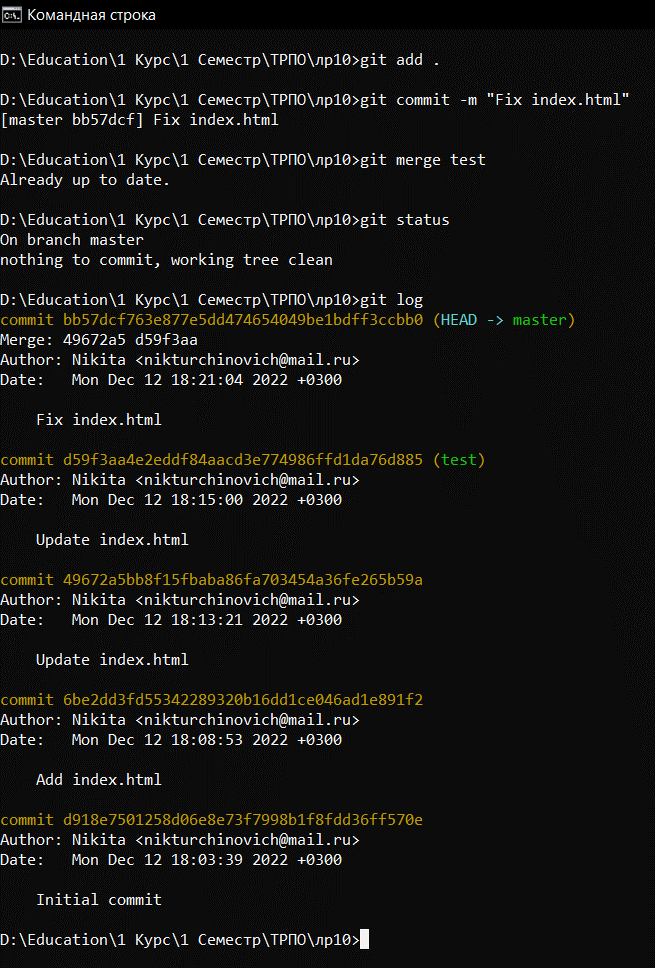 Командная строка
D:\Education\1 Курс\1 Семестр\ТРПО\лр10>git add .
D:\Education\1 Курс\1 Семестр\ТРПО\лр10>git commit -m "Fix index.html"
[master bb57dcf] Fix index.html
D:\Education\1 Курс\1 Семестр\ТРПО\лр10>git merge test
Already up to date.
D:\Education\1 Курс\1 Семестр\ТРПО\лр10>git status
On branch master
nothing to commit, working tree clean
D:\Education\1 Курс\1 Семестр\ТРПО\лр10>git log
commit bb57dcf763e877e5dd474654049be1bdff3ccbb0 (HEAD -> master)
Merge: 49672a5 d59f3aa
Author: Nikita <nikturchinovich@mail.ru>
Date:   Mon Dec 12 18:21:04 2022 +0300
    Fix index.html
commit d59f3aa4e2eddf84aacd3e774986ffd1da76d885 (test)
Author: Nikita <nikturchinovich@mail.ru>
Date:   Mon Dec 12 18:15:00 2022 +0300
    Update index.html
commit 49672a5bb8f15fbaba86fa703454a36fe265b59a
Author: Nikita <nikturchinovich@mail.ru>
Date:   Mon Dec 12 18:13:21 2022 +0300
    Update index.html
commit 6be2dd3fd55342289320b16dd1ce046ad1e891f2
Author: Nikita <nikturchinovich@mail.ru>
Date:   Mon Dec 12 18:08:53 2022 +0300
    Add index.html
commit d918e7501258d06e8e73f7998b1f8fdd36ff570e
Author: Nikita <nikturchinovich@mail.ru>
Date:   Mon Dec 12 18:03:39 2022 +0300
    Initial commit
D:\Education\1 Курс\1 Семестр\ТРПО\лр10>